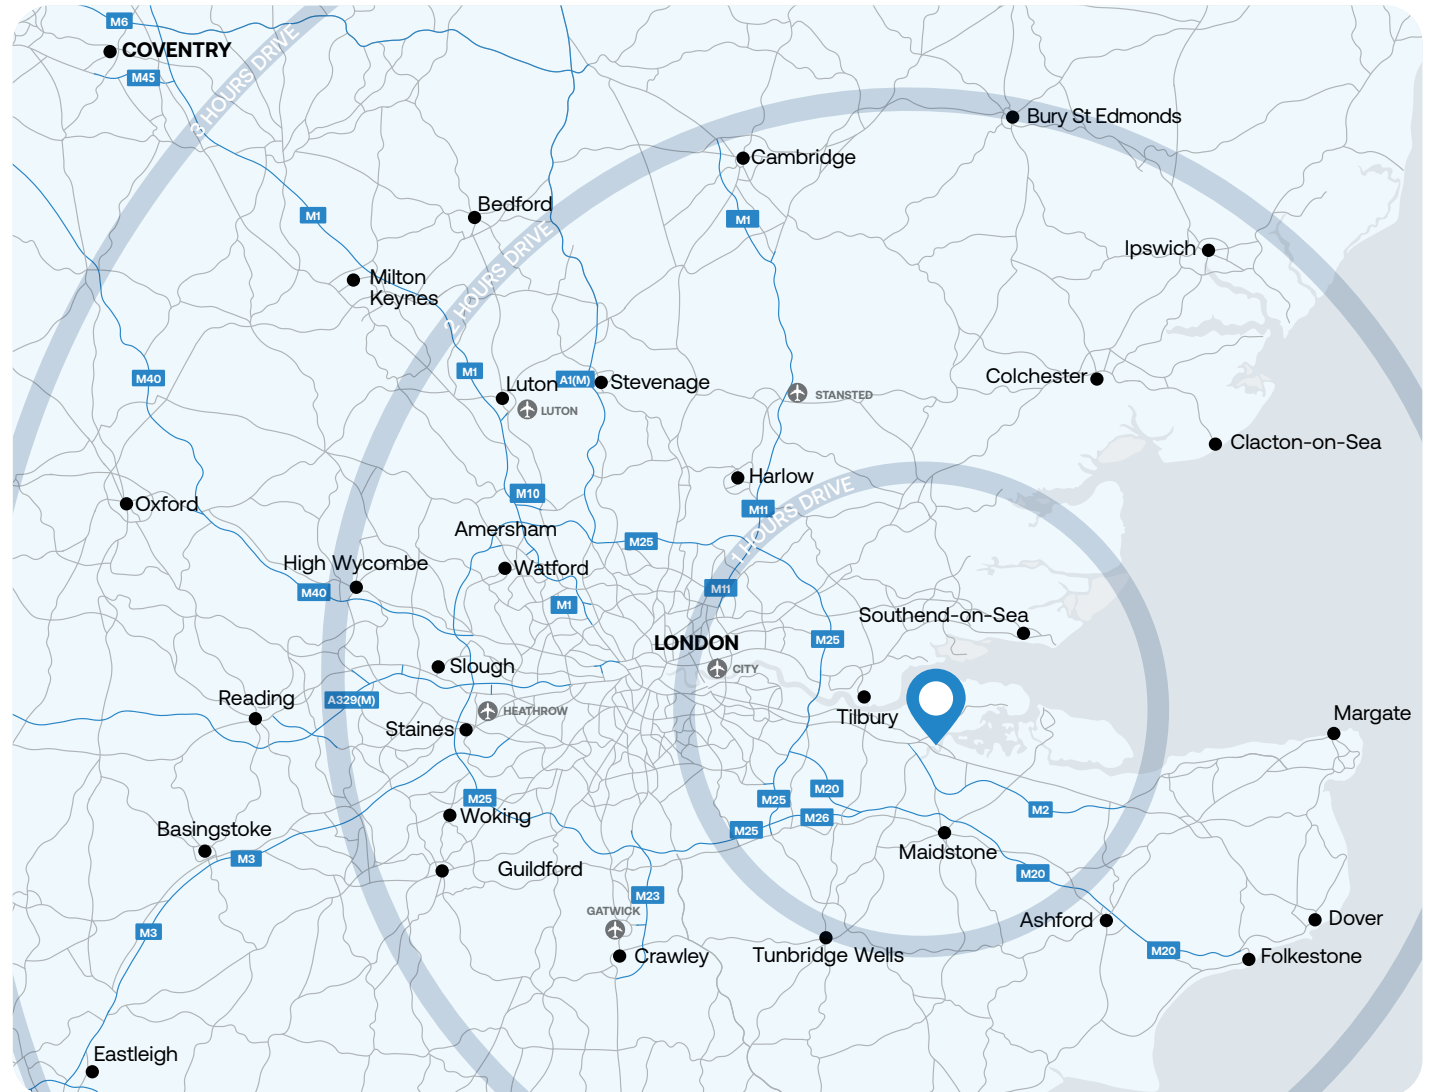 M6
COVENTRY
3 HOURS DRIVE
M45
Bury St Edmonds
Cambridge
Bedford
M1
M1
2 HOURS DRIVE
Ipswich
Milton
Keynes
M40
M1
Luton
A1(M)
Stevenage
LUTON
STANSTED
Colchester
Clacton-on-Sea
Harlow
1 HOURS DRIVE
M10
Oxford
M11
Amersham
M25
High Wycombe
Watford
M40
M11
M1
Southend-on-Sea
LONDON
M25
Slough
CITY
Reading
A329(M)
HEATHROW
Tilbury
Margate
Staines
M25
M25
M20
M2
Woking
M26
Basingstoke
M25
M3
Maidstone
Guildford
M20
M23
GATWICK
Ashford
Dover
M3
Crawley
Tunbridge Wells
M20
Folkestone
Eastleigh